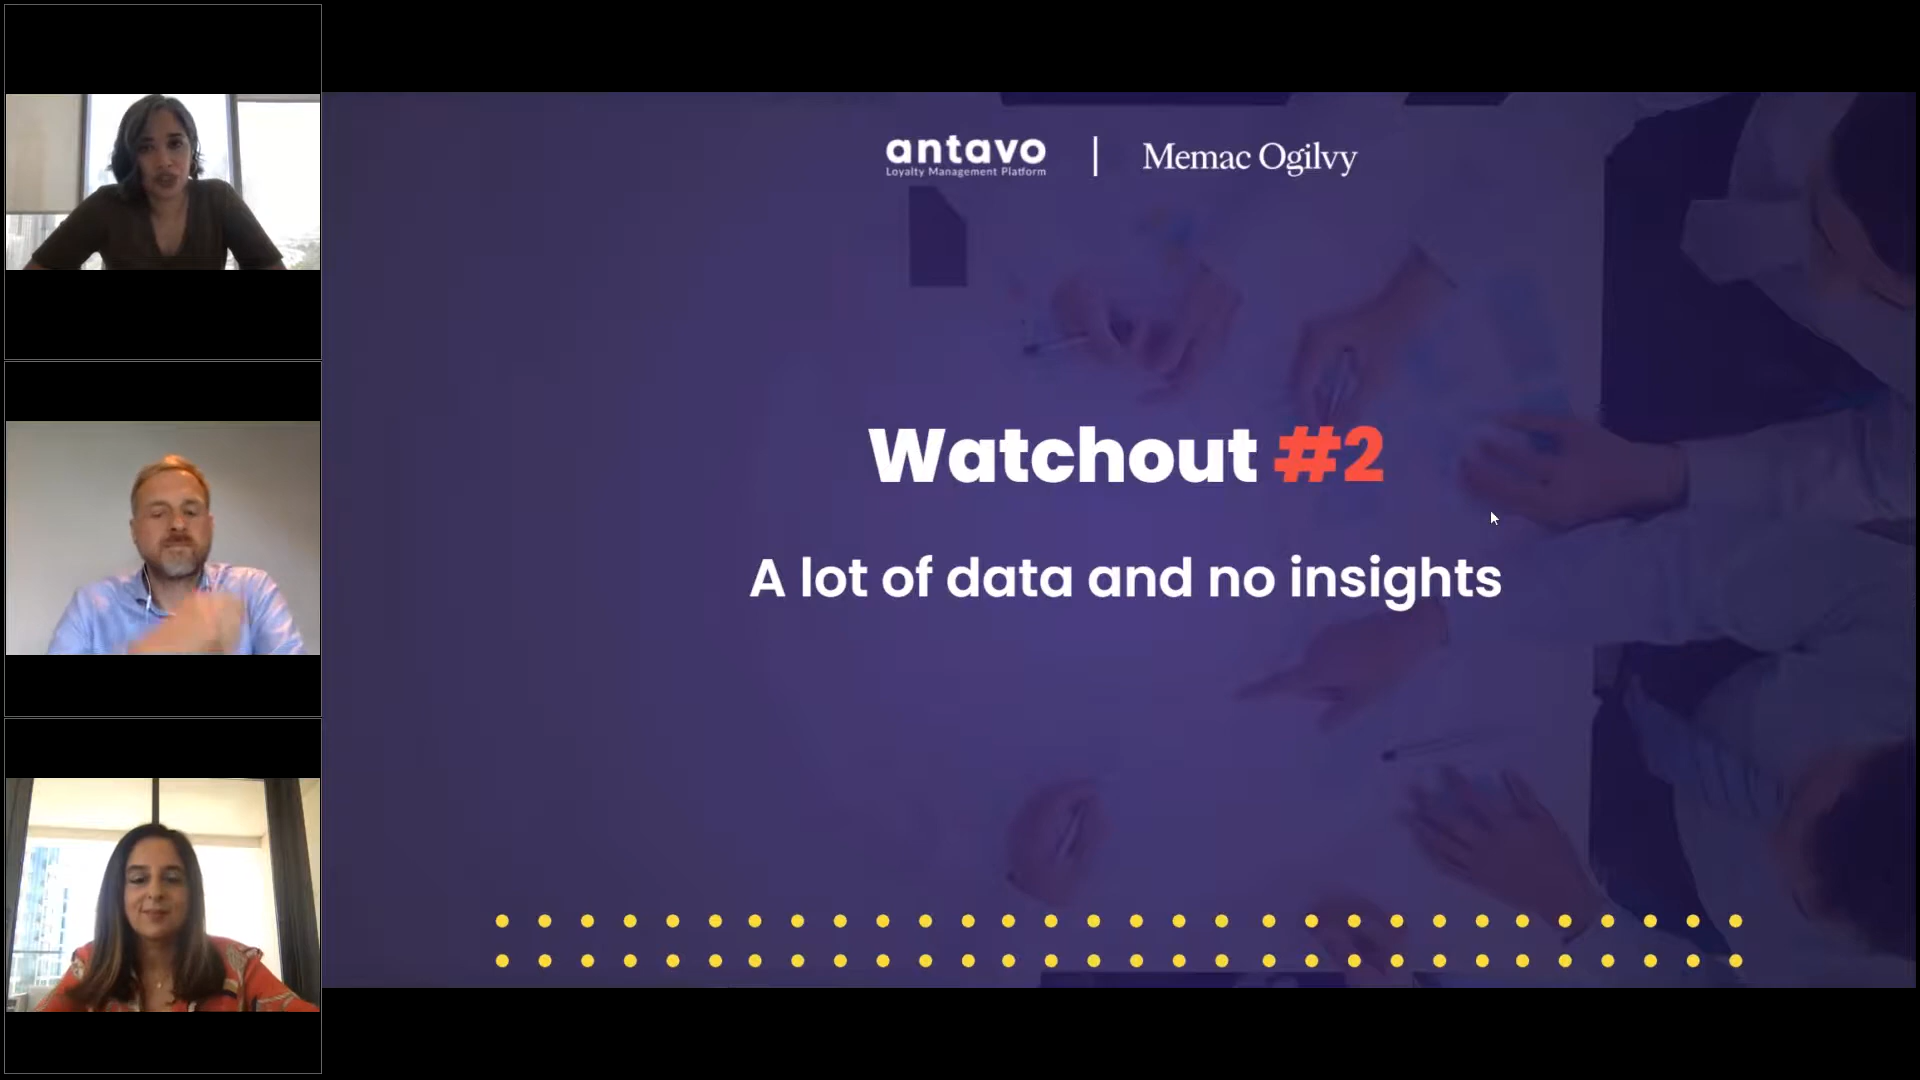 antavo
Loyalty Management Platform
Memac Ogilvy
Watchout #2
A lot of data and no insights